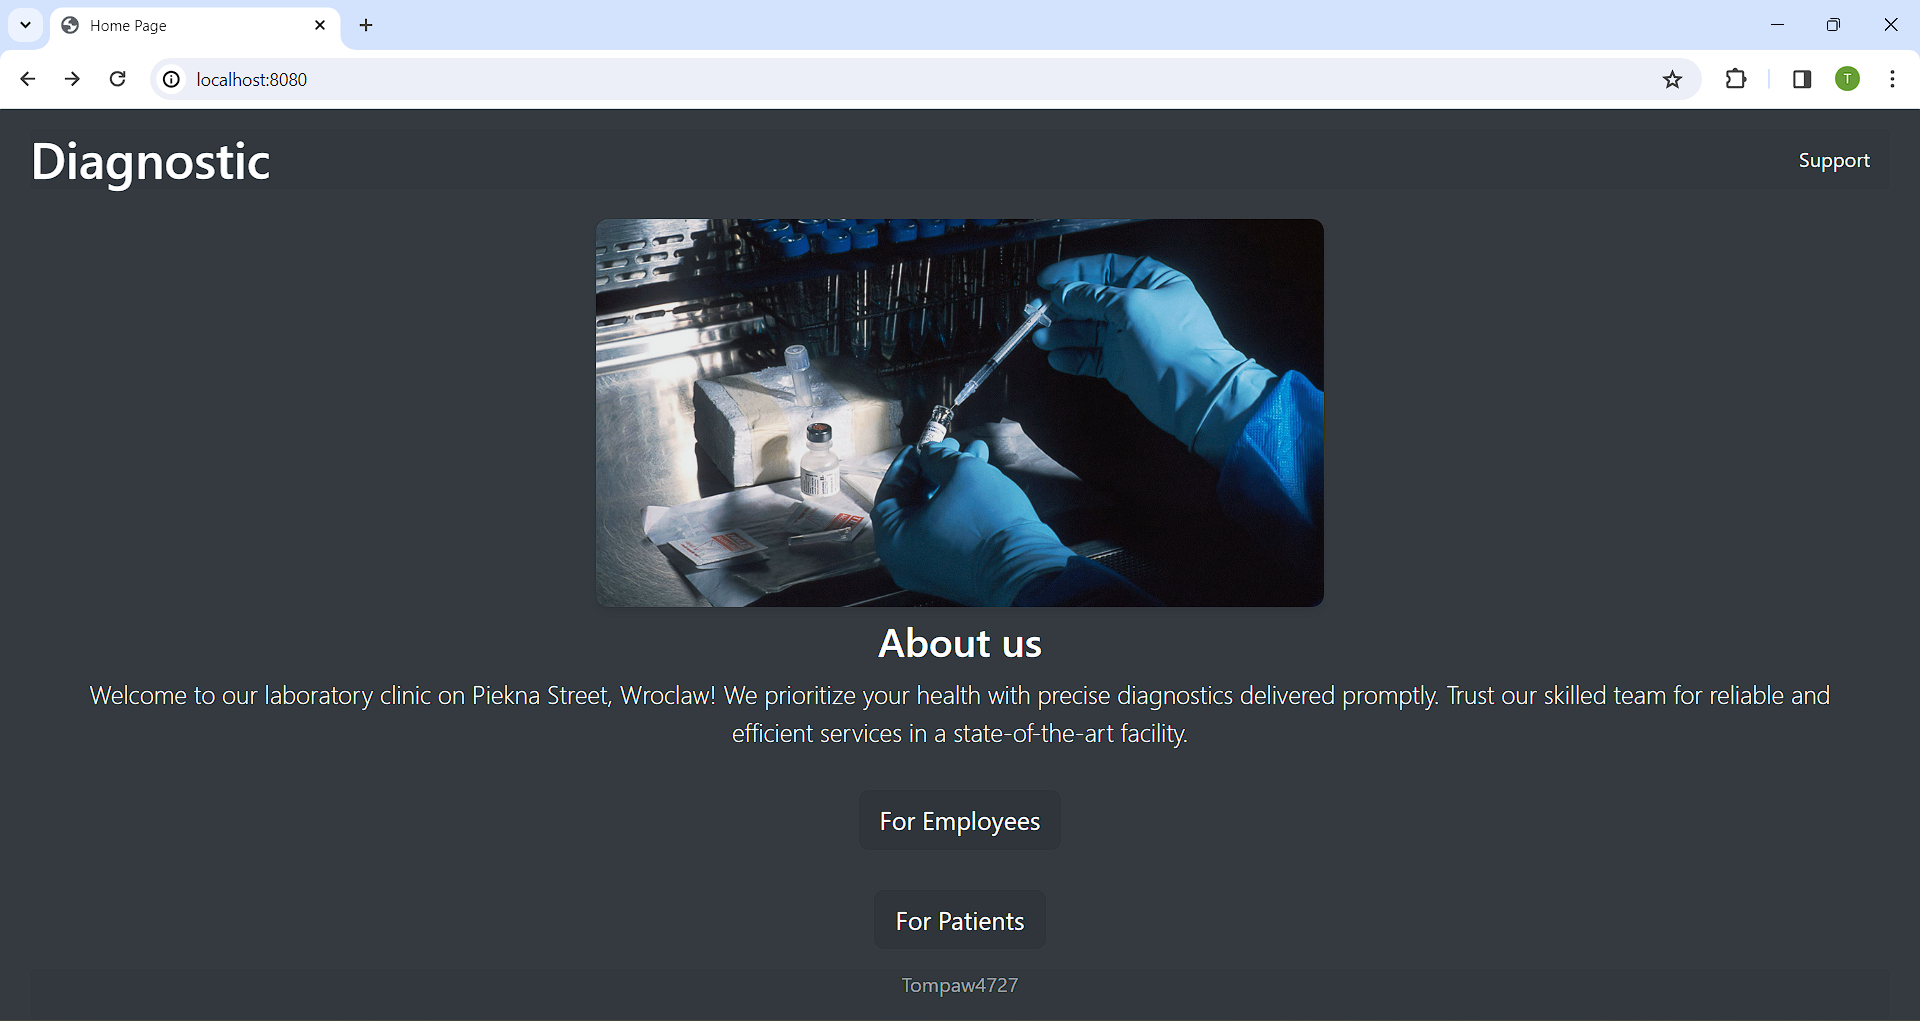 Home Page
localhost:8080
T
Diagnostic
Support
About us
Welcome to our laboratory clinic on Piekna Street, Wroclaw! We prioritize your health with precise diagnostics delivered promptly. Trust our skilled team for reliable and
efficient services in a state-of-the-art facility.
For Employees
For Patients
Tompaw4727